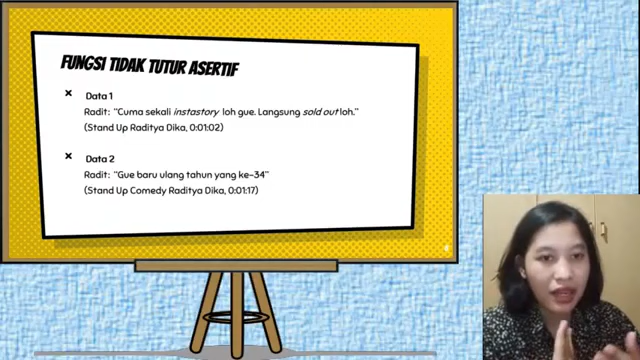 FUNGSI TIDAK TUTUR ASERTIF
× Data 1
Radit: “Cuma sekali instastory loh gue. Langsung sold out loh.”
(Stand Up Raditya Dika, 0:01:02)
× Data 2
Radit: “Gue baru ulang tahun yang ke-34”
(Stand Up Comedy Raditya Dika, 0:01:17)